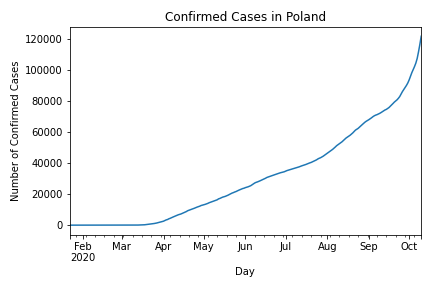 Confirmed Cases in Poland
Number of Confirmed Cases
120000
100000
80000
60000
40000
20000
0
Feb Mar Apr May Jun Jul Aug Sep Oct
2020
Day